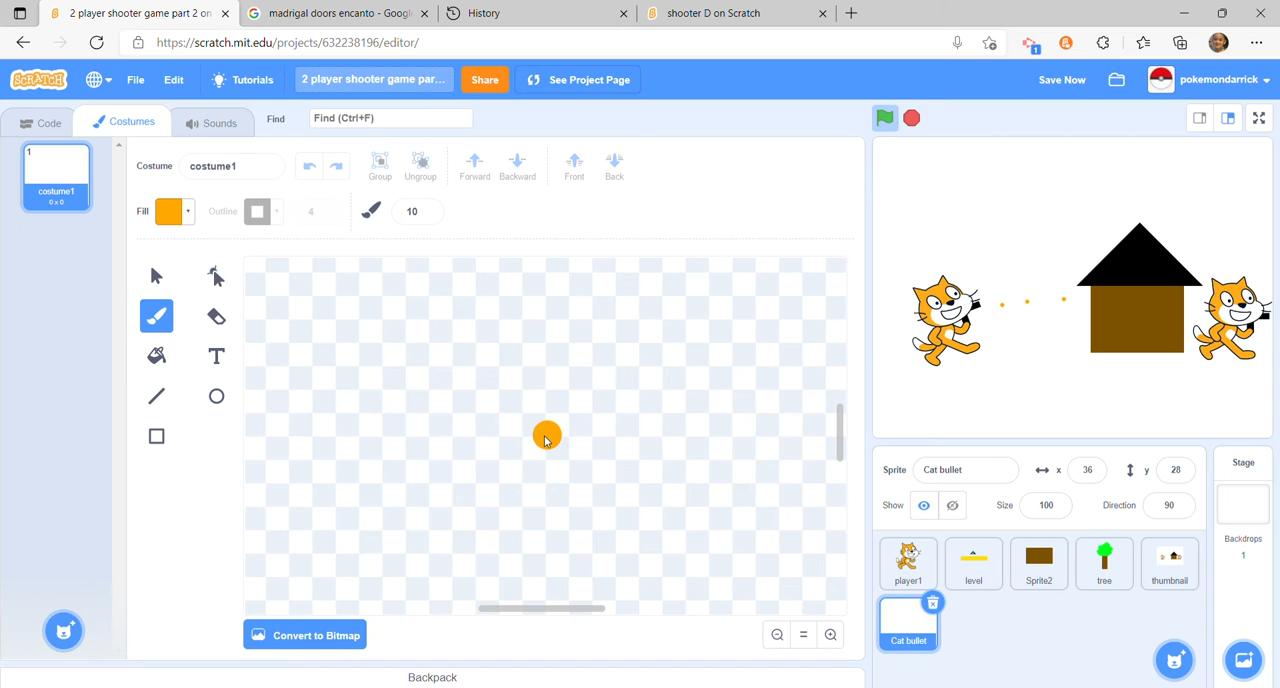 2 player shooter game part 2 on
madrigal doors encanto - Google
History
shooter D on Scratch
https://scratch.mit.edu/projects/632238196/editor/
1
SCRATCH
File
Edit
Tutorials
2 player shooter game par...
Share
See Project Page
Save Now
pokemondarrick
Code
Costumes
Sounds
Find
Find (Ctrl+F)
1
costume1
0 x 0
Costume
costume1
Group
Ungroup
Forward
Backward
Front
Back
Fill
Outline
4
10
T
Convert to Bitmap
Backpack
Sprite
Cat bullet
x
36
y
28
Show
Size
100
Direction
90
Stage
Backdrops
1
player1
level
Sprite2
tree
thumbnail
Cat bullet